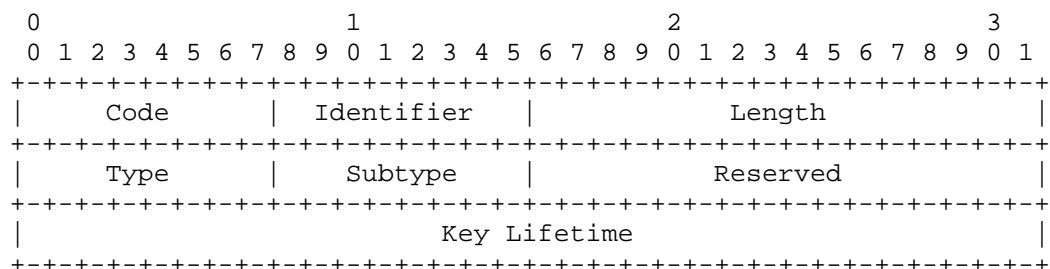 0                   1                   2                   3
 0 1 2 3 4 5 6 7 8 9 0 1 2 3 4 5 6 7 8 9 0 1 2 3 4 5 6 7 8 9 0 1
+-+-+-+-+-+-+-+-+-+-+-+-+-+-+-+-+-+-+-+-+-+-+-+-+-+-+-+-+-+-+-+-+
|     Code      |  Identifier   |            Length             |
+-+-+-+-+-+-+-+-+-+-+-+-+-+-+-+-+-+-+-+-+-+-+-+-+-+-+-+-+-+-+-+-+
|     Type      |    Subtype    |           Reserved            |
+-+-+-+-+-+-+-+-+-+-+-+-+-+-+-+-+-+-+-+-+-+-+-+-+-+-+-+-+-+-+-+-+
|                          Key Lifetime                         |
+-+-+-+-+-+-+-+-+-+-+-+-+-+-+-+-+-+-+-+-+-+-+-+-+-+-+-+-+-+-+-+-+